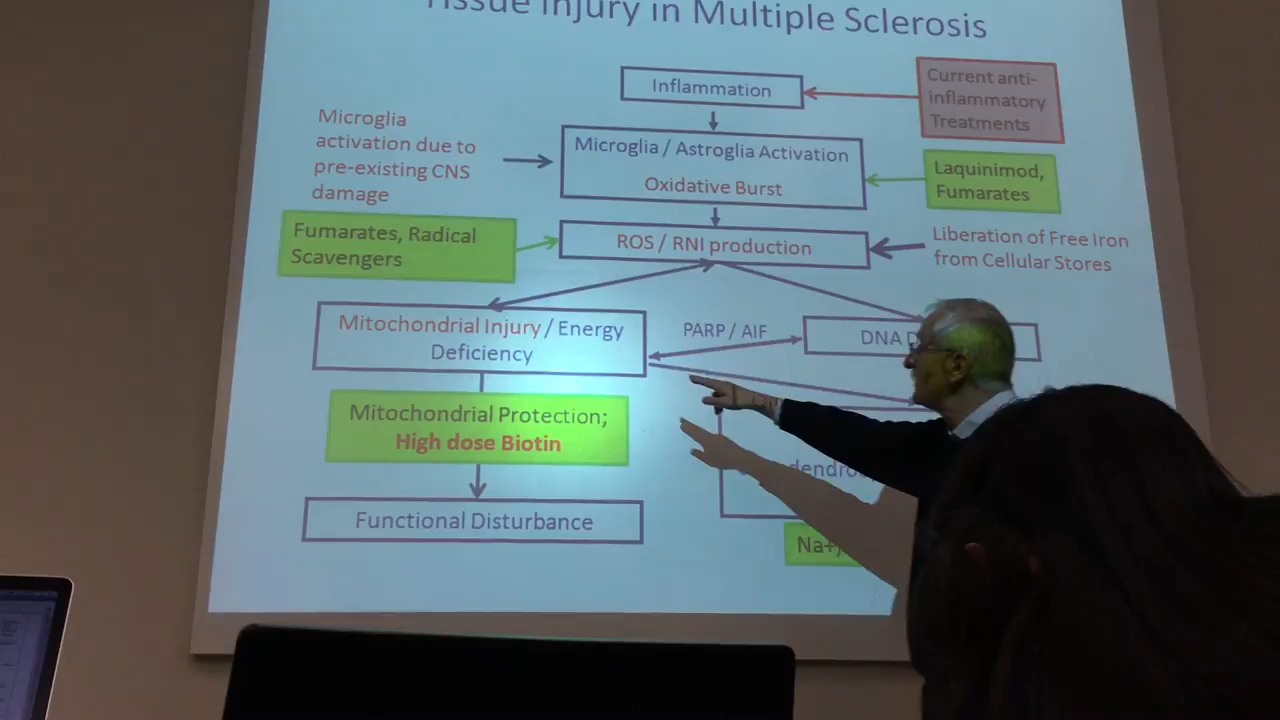 Tissue Injury in Multiple Sclerosis
Inflammation
Current anti-
inflammatory
Treatments
Microglia
activation due to
pre-existing CNS
damage
Microglia / Astroglia Activation
Oxidative Burst
Laquinimod,
Fumarates
Fumarates, Radical
Scavengers
ROS / RNI production
Liberation of Free Iron
from Cellular Stores
Mitochondrial Injury / Energy
Deficiency
PARP / AIF
DNA
Mitochondrial Protection;
High dose Biotin
Functional Disturbance
Na+,